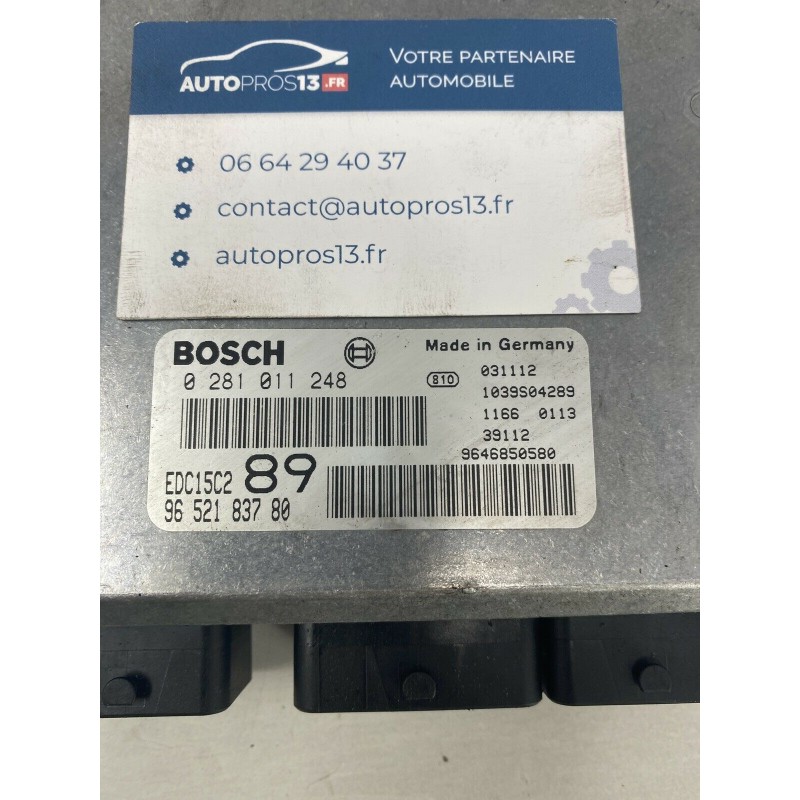 AUTOPROS13.FR
VOTRE PARTENAIRE
AUTOMOBILE
06 64 29 40 37
contact@autopros13.fr
autopros13.fr
BOSCH
Made in Germany
0 281 011 248
810
031112
1039S04289
1166 0113
39112
9646850580
EDC15C2 89
96 521 837 80